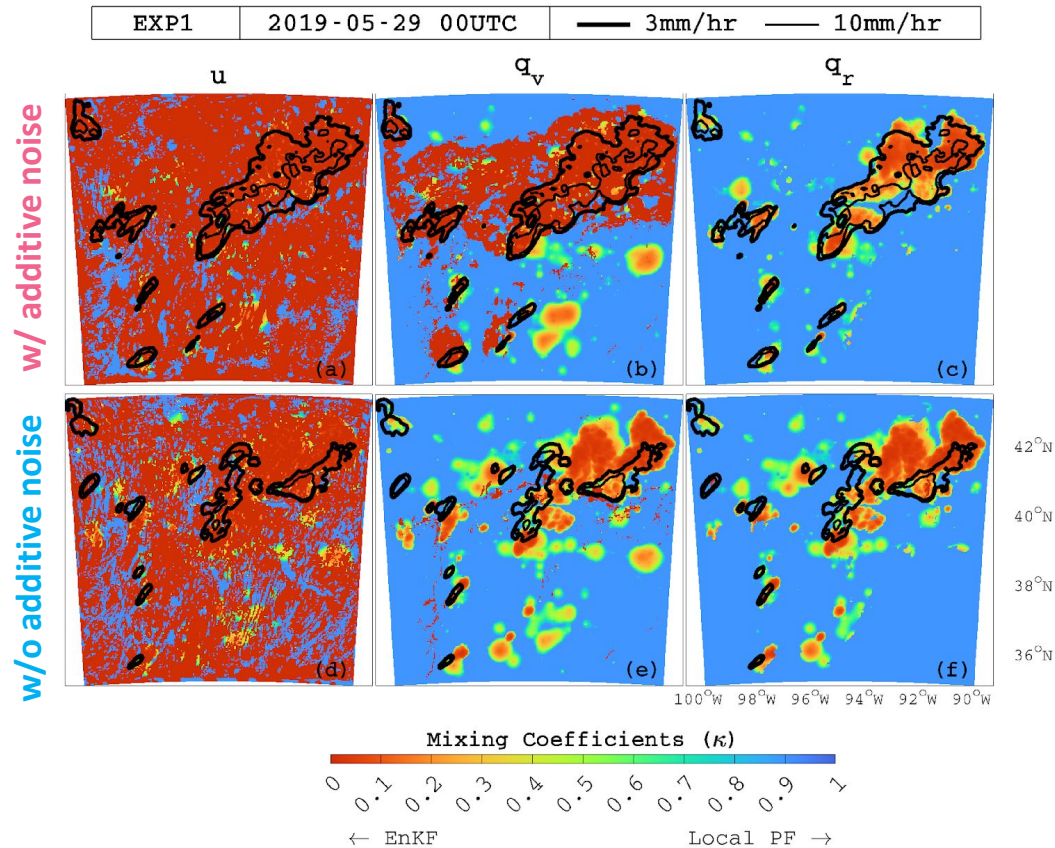 EXP1 2019-05-29 00UTC 3mm/hr 10mm/hr
u q_v q_r
w/ additive noise
(a) (b) (c)
w/o additive noise
42°N
40°N
38°N
36°N
(d) (e) (f)
100°W 98°W 96°W 94°W 92°W 90°W
Mixing Coefficients (κ)
0 0.1 0.2 0.3 0.4 0.5 0.6 0.7 0.8 0.9 1
← EnKF Local PF →